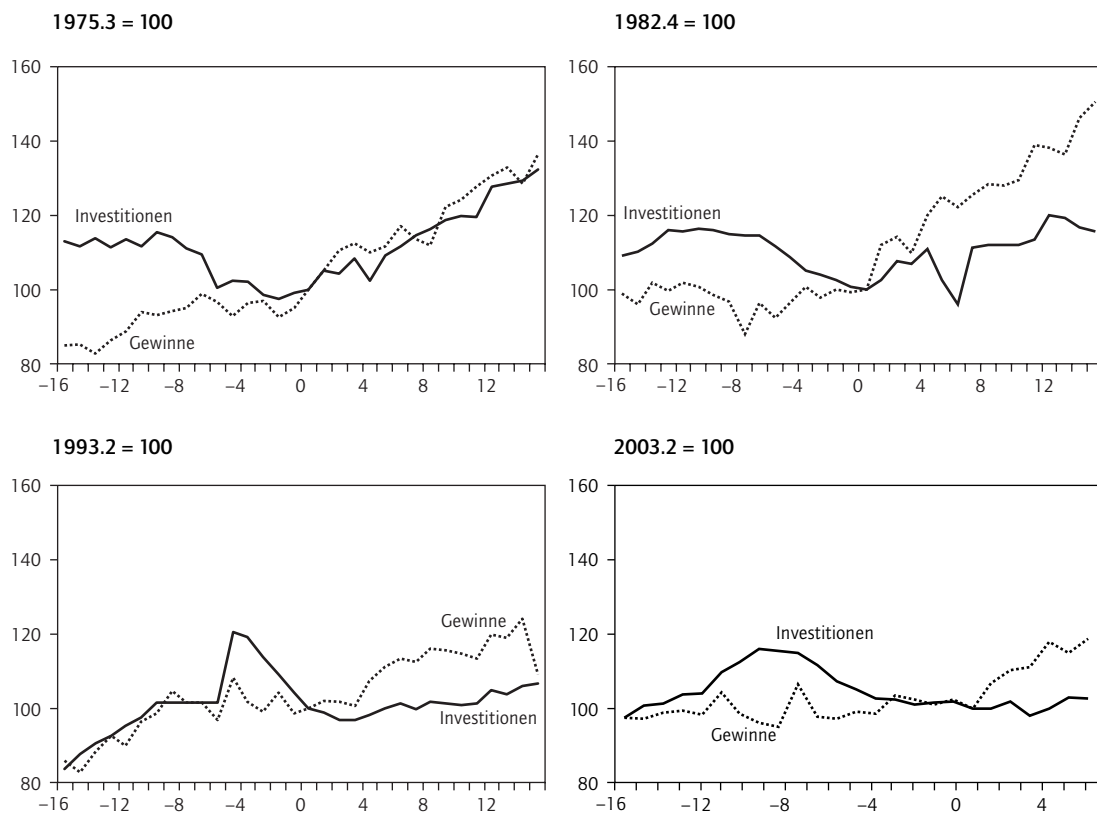 1975.3 = 100
160
140
120
100
80
Investitionen
Gewinne
–16 –12 –8 –4 0 4 8 12
1982.4 = 100
160
140
120
100
80
Investitionen
Gewinne
–16 –12 –8 –4 0 4 8 12
1993.2 = 100
160
140
120
100
80
Gewinne
Investitionen
–16 –12 –8 –4 0 4 8 12
2003.2 = 100
160
140
120
100
80
Investitionen
Gewinne
–16 –12 –8 –4 0 4